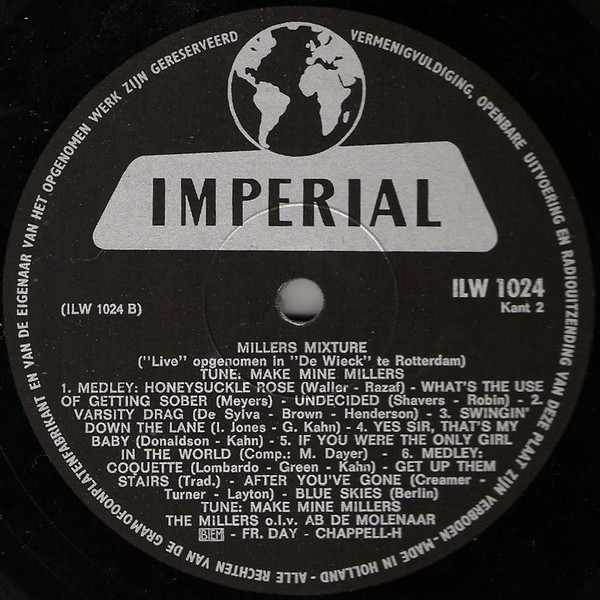 ALLE RECHTEN VAN DE GRAMOFOONPLATENFABRIKANT EN VAN DE EIGENAAR VAN HET OPGENOMEN WERK ZIJN GERESERVEERD
VERMENIGVULDIGING, OPENBARE UITVOERING EN RADIOUITZENDING VAN DEZE PLAAT ZIJN VERBODEN - MADE IN HOLLAND -
IMPERIAL
ILW 1024
(ILW 1024 B)
Kant 2
MILLERS MIXTURE
("Live" opgenomen in "De Wieck" te Rotterdam)
TUNE: MAKE MINE MILLERS
1. MEDLEY: HONEYSUCKLE ROSE (Waller - Razaf) - WHAT'S THE USE
OF GETTING SOBER (Meyers) - UNDECIDED (Shavers - Robin) - 2.
VARSITY DRAG (De Sylva - Brown - Henderson) - 3. SWINGIN'
DOWN THE LANE (I. Jones - G. Kahn) - 4. YES SIR, THAT'S MY
BABY (Donaldson - Kahn) - 5. IF YOU WERE THE ONLY GIRL
IN THE WORLD (Comp.: M. Dayer) - 6. MEDLEY:
COQUETTE (Lombardo - Green - Kahn) - GET UP THEM
STAIRS (Trad.) - AFTER YOU'VE GONE (Creamer -
Turner - Layton) - BLUE SKIES (Berlin)
TUNE: MAKE MINE MILLERS
THE MILLERS o.l.v. AB DE MOLENAAR
BIEM - FR. DAY - CHAPPELL-H